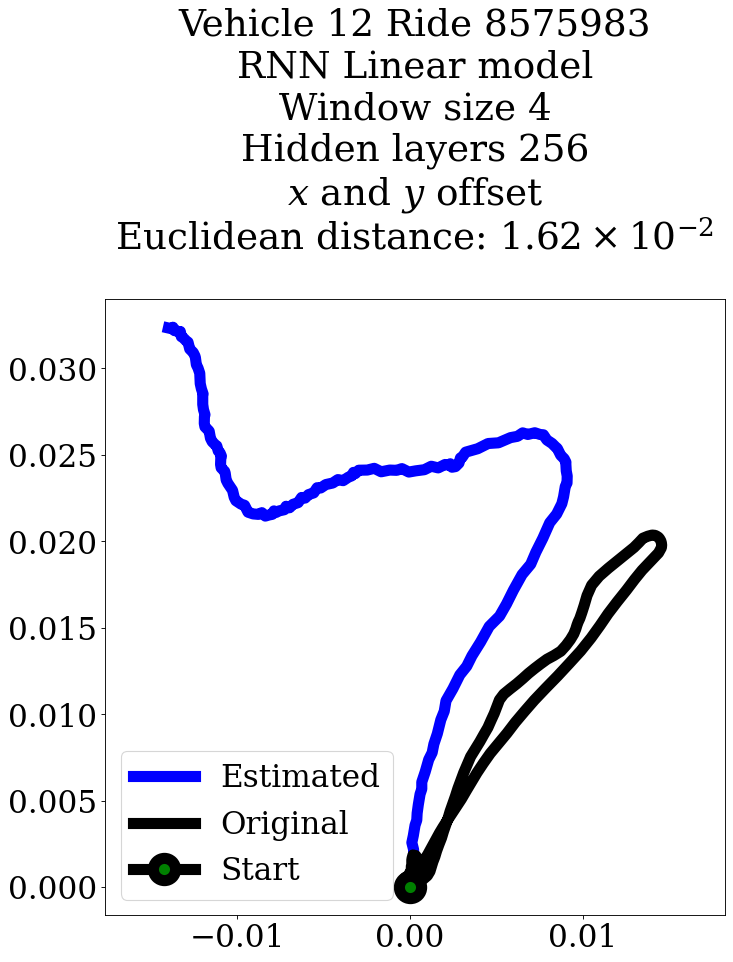 Vehicle 12 Ride 8575983
RNN Linear model
Window size 4
Hidden layers 256
x and y offset
Euclidean distance: 1.62 × 10⁻²
0.030
0.025
0.020
0.015
0.010
0.005
0.000
Estimated
Original
Start
−0.01
0.00
0.01